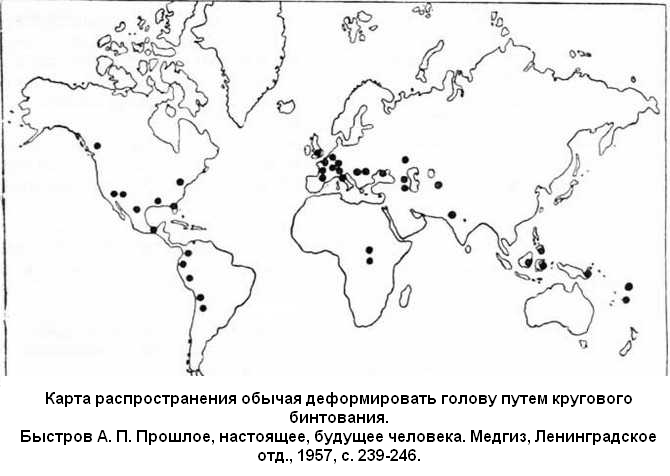 Карта распространения обычая деформировать голову путем кругового
бинтования.
Быстров А. П. Прошлое, настоящее, будущее человека. Медгиз, Ленинградское
отд., 1957, с. 239-246.